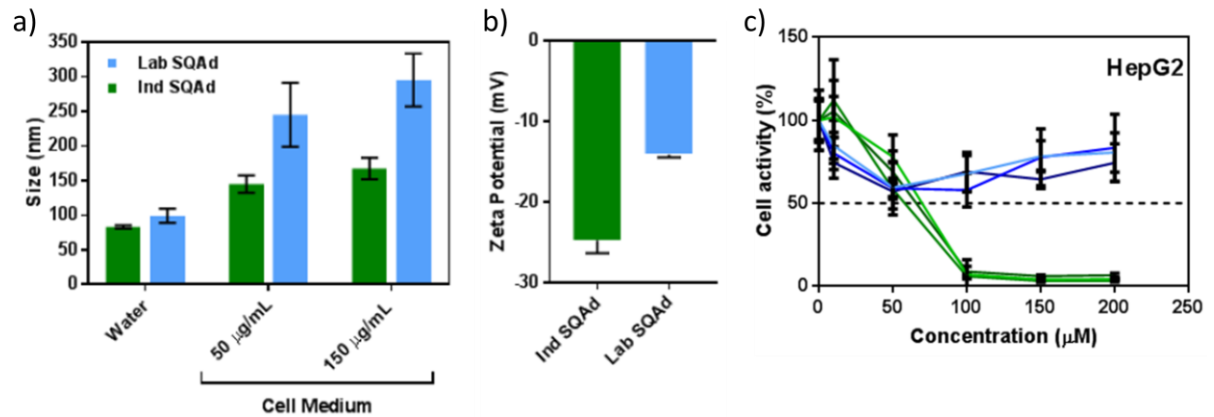 a)
Size (nm)
350
300
250
200
150
100
50
0
Lab SQAd
Ind SQAd
Water
50 μg/mL
150 μg/mL
Cell Medium
b)
Zeta Potential (mV)
0
-10
-20
-30
Ind SQAd
Lab SQAd
c)
HepG2
Cell activity (%)
150
100
50
0
0 50 100 150 200 250
Concentration (μM)